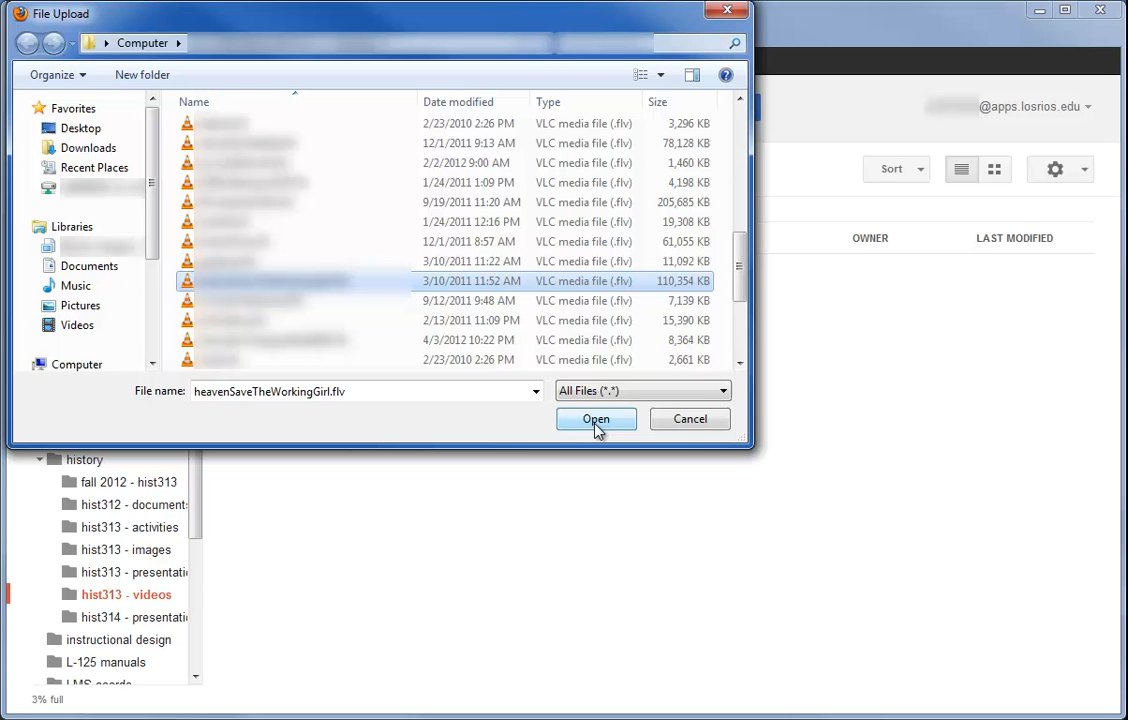 File Upload
Computer
Organize New folder
Name Date modified Type Size
Favorites
Desktop
Downloads
Recent Places
Libraries
Documents
Music
Pictures
Videos
Computer
2/23/2010 2:26 PM VLC media file (.flv) 3,296 KB
12/1/2011 9:13 AM VLC media file (.flv) 78,128 KB
2/2/2012 9:00 AM VLC media file (.flv) 1,460 KB
1/24/2011 1:09 PM VLC media file (.flv) 4,198 KB
9/19/2011 11:20 AM VLC media file (.flv) 205,685 KB
1/24/2011 12:16 PM VLC media file (.flv) 19,308 KB
12/1/2011 8:57 AM VLC media file (.flv) 61,055 KB
3/10/2011 11:22 AM VLC media file (.flv) 11,092 KB
3/10/2011 11:52 AM VLC media file (.flv) 110,354 KB
9/12/2011 9:48 AM VLC media file (.flv) 7,139 KB
2/13/2011 11:09 PM VLC media file (.flv) 15,390 KB
4/3/2012 10:22 PM VLC media file (.flv) 8,364 KB
2/23/2010 2:26 PM VLC media file (.flv) 2,661 KB
File name: heavenSaveTheWorkingGirl.flv All Files (*.*)
Open Cancel
@apps.losrios.edu
Sort
OWNER LAST MODIFIED
history
fall 2012 - hist313
hist312 - document
hist313 - activities
hist313 - images
hist313 - presentati
hist313 - videos
hist314 - presentati
instructional design
L-125 manuals
LMS coords
3% full